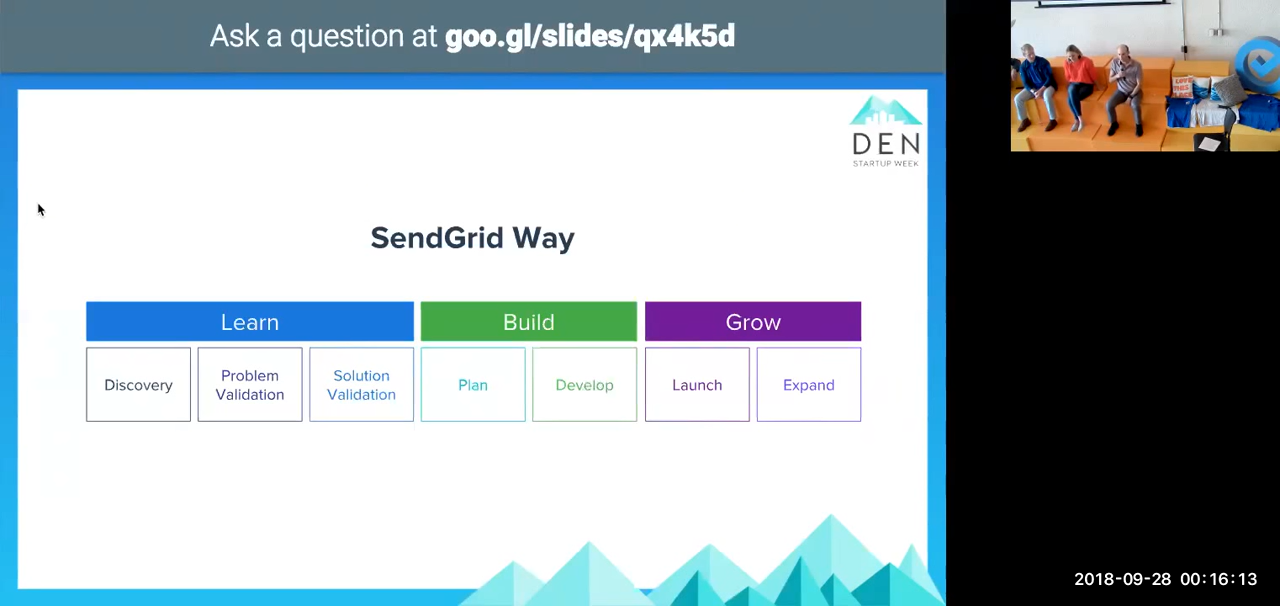 Ask a question at goo.gl/slides/qx4k5d
DEN
STARTUP WEEK
SendGrid Way
Learn
Build
Grow
Discovery
Problem
Validation
Solution
Validation
Plan
Develop
Launch
Expand
2018-09-28 00:16:13